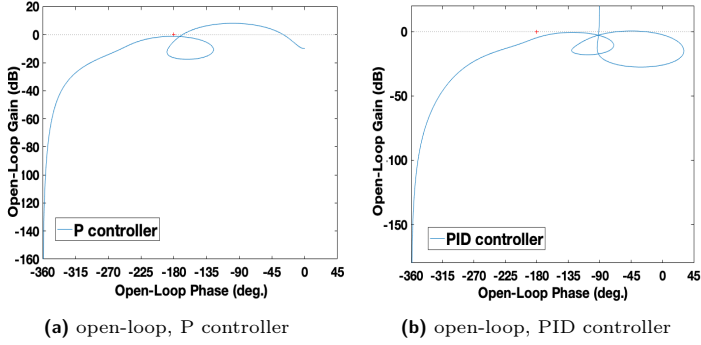 20
0
-20
-40
-60
-80
-100
-120
-140
-160
Open-Loop Gain (dB)
P controller
-360 -315 -270 -225 -180 -135 -90 -45 0 45
Open-Loop Phase (deg.)
(a) open-loop, P controller
0
-50
-100
-150
Open-Loop Gain (dB)
PID controller
-360 -315 -270 -225 -180 -135 -90 -45 0 45
Open-Loop Phase (deg.)
(b) open-loop, PID controller